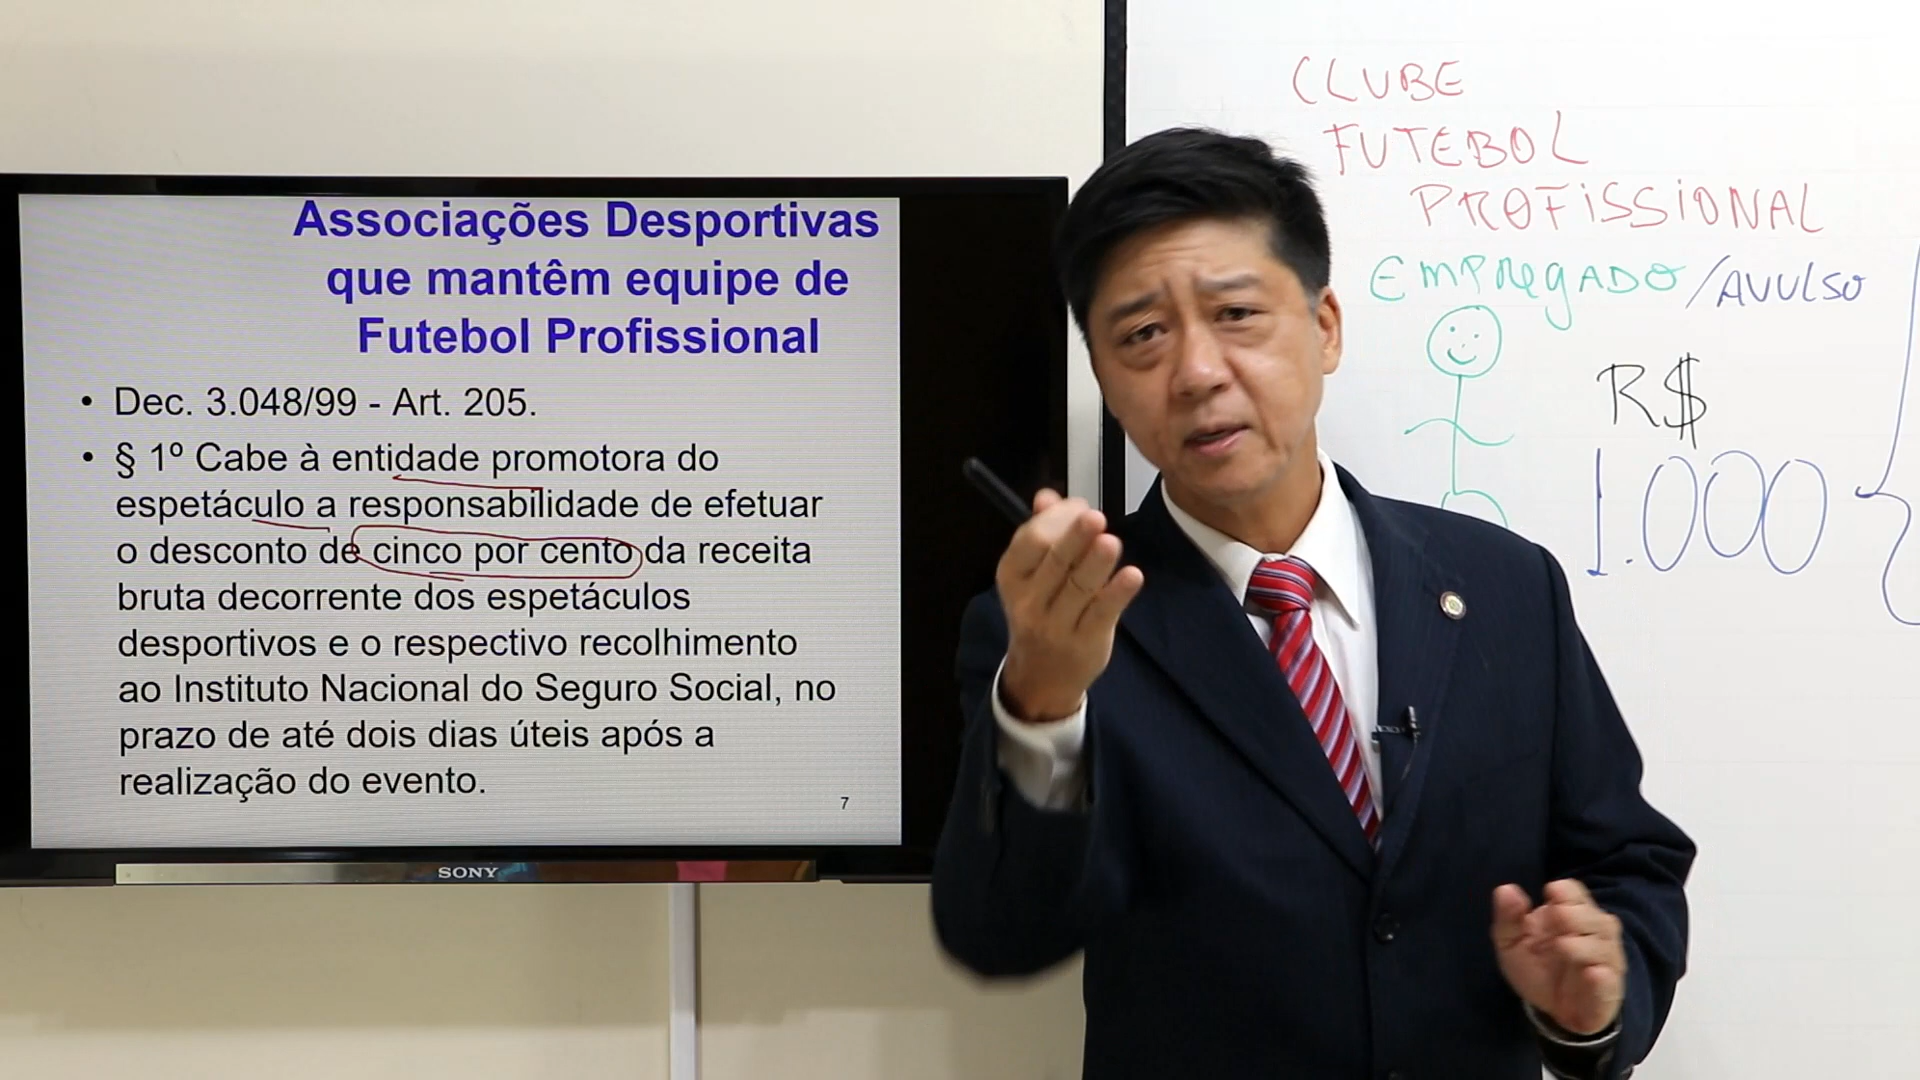 Associações Desportivas
que mantêm equipe de
Futebol Profissional
• Dec. 3.048/99 - Art. 205.
• § 1º Cabe à entidade promotora do
espetáculo a responsabilidade de efetuar
o desconto de cinco por cento da receita
bruta decorrente dos espetáculos
desportivos e o respectivo recolhimento
ao Instituto Nacional do Seguro Social, no
prazo de até dois dias úteis após a
realização do evento.
7
SONY
CLUBE
FUTEBOL
PROFISSIONAL
EMPREGADO/AVULSO
R$
1.000